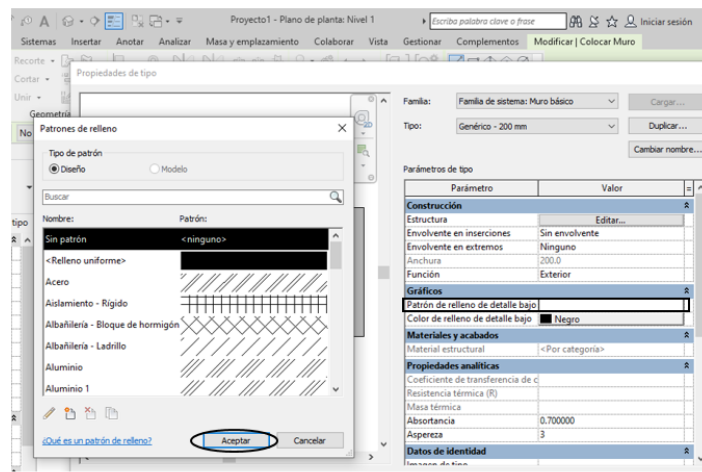 Proyecto1 - Plano de planta: Nivel 1
Escriba palabra clave o frase
Iniciar sesión
Sistemas Insertar Anotar Analizar Masa y emplazamiento Colaborar Vista Gestionar Complementos Modificar | Colocar Muro
Recorte
Cortar
Unir
Geometría
No
tipo
Propiedades de tipo
Familia: Familia de sistema: Muro básico Cargar...
Tipo: Genérico - 200 mm Duplicar...
Cambiar nombre...
Parámetros de tipo
Parámetro Valor =
Construcción
Estructura Editar...
Envolvente en inserciones Sin envolvente
Envolvente en extremos Ninguno
Anchura 200.0
Función Exterior
Gráficos
Patrón de relleno de detalle bajo
Color de relleno de detalle bajo Negro
Materiales y acabados
Material estructural <Por categoría>
Propiedades analíticas
Coeficiente de transferencia de c
Resistencia térmica (R)
Masa térmica
Absortancia 0.700000
Aspereza 3
Datos de identidad
Imagen de tipo
Patrones de relleno
Tipo de patrón
Diseño Modelo
Buscar
Nombre: Patrón:
Sin patrón <ninguno>
<Relleno uniforme>
Acero
Aislamiento - Rígido
Albañilería - Bloque de hormigón
Albañilería - Ladrillo
Aluminio
Aluminio 1
¿Qué es un patrón de relleno? Aceptar Cancelar